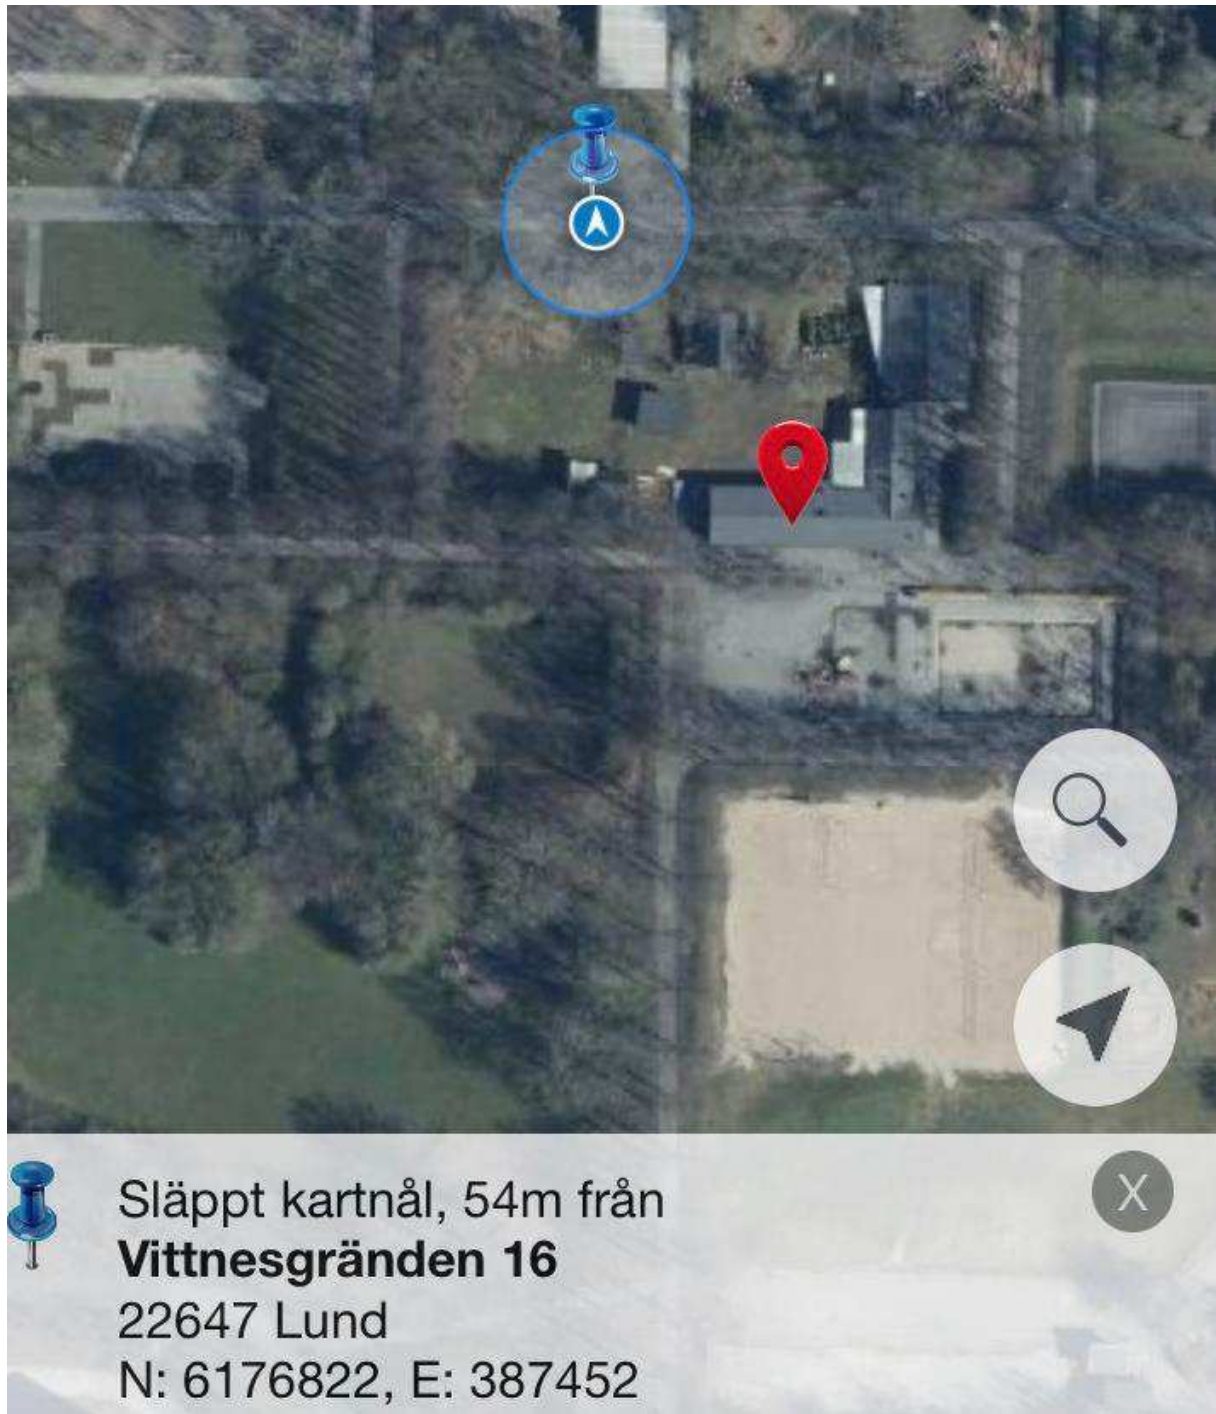 Släppt kartnål, 54m från
Vittnesgränden 16
22647 Lund
N: 6176822, E: 387452
X